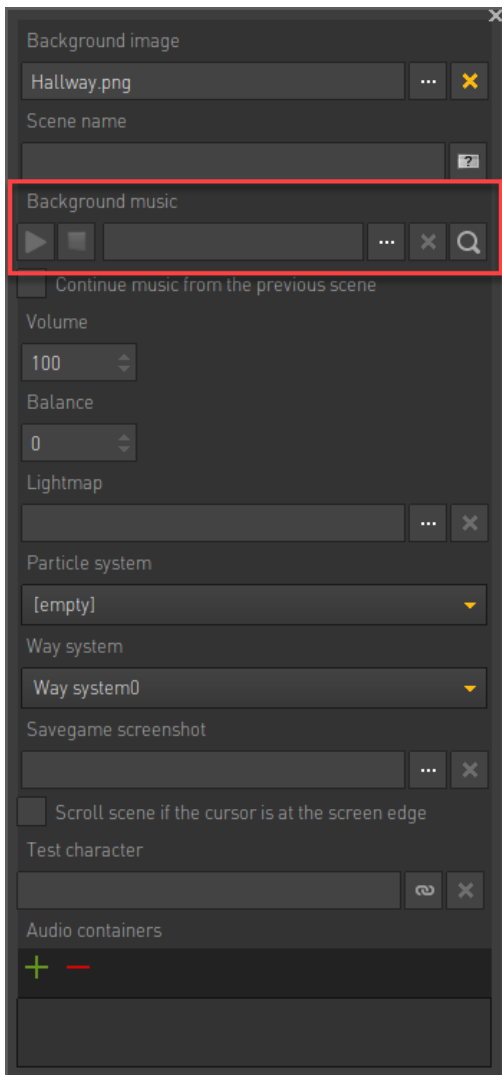 Background image
Hallway.png
Scene name
Background music
Continue music from the previous scene
Volume
100
Balance
0
Lightmap
Particle system
[empty]
Way system
Way system0
Savegame screenshot
Scroll scene if the cursor is at the screen edge
Test character
Audio containers